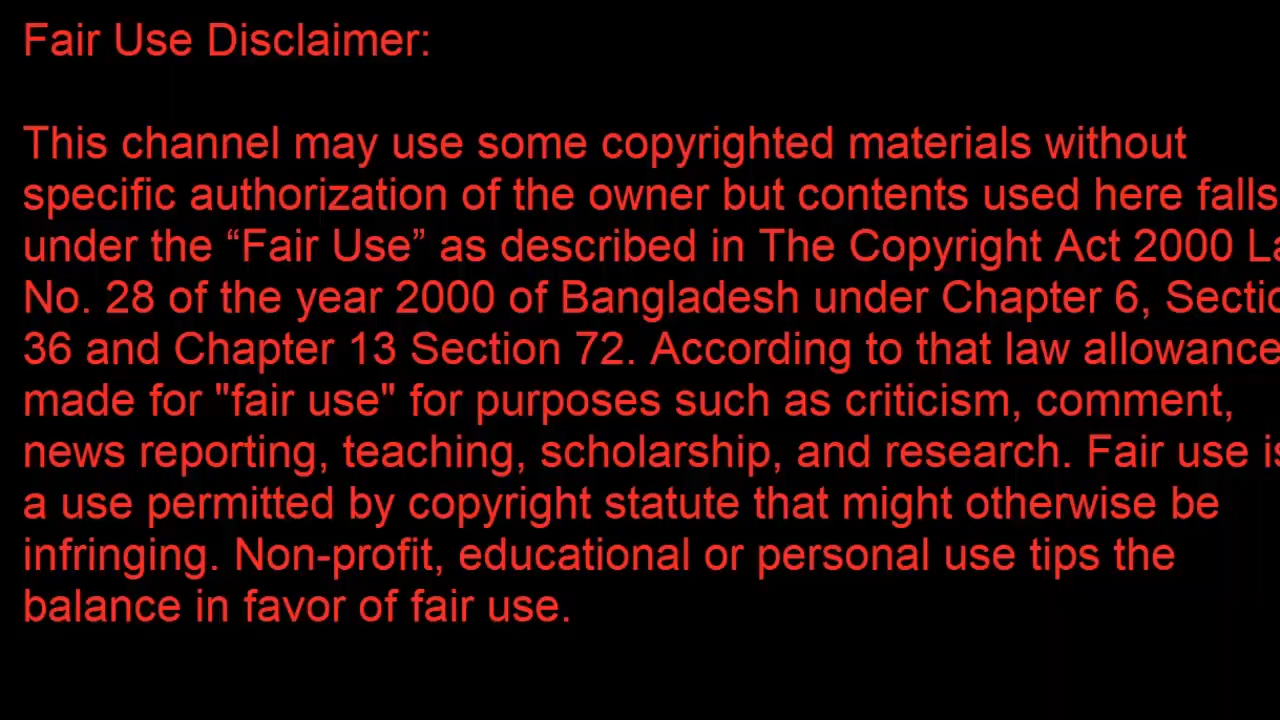 Fair Use Disclaimer:
This channel may use some copyrighted materials without
specific authorization of the owner but contents used here falls
under the “Fair Use” as described in The Copyright Act 2000 La
No. 28 of the year 2000 of Bangladesh under Chapter 6, Sectio
36 and Chapter 13 Section 72. According to that law allowance
made for "fair use" for purposes such as criticism, comment,
news reporting, teaching, scholarship, and research. Fair use is
a use permitted by copyright statute that might otherwise be
infringing. Non-profit, educational or personal use tips the
balance in favor of fair use.